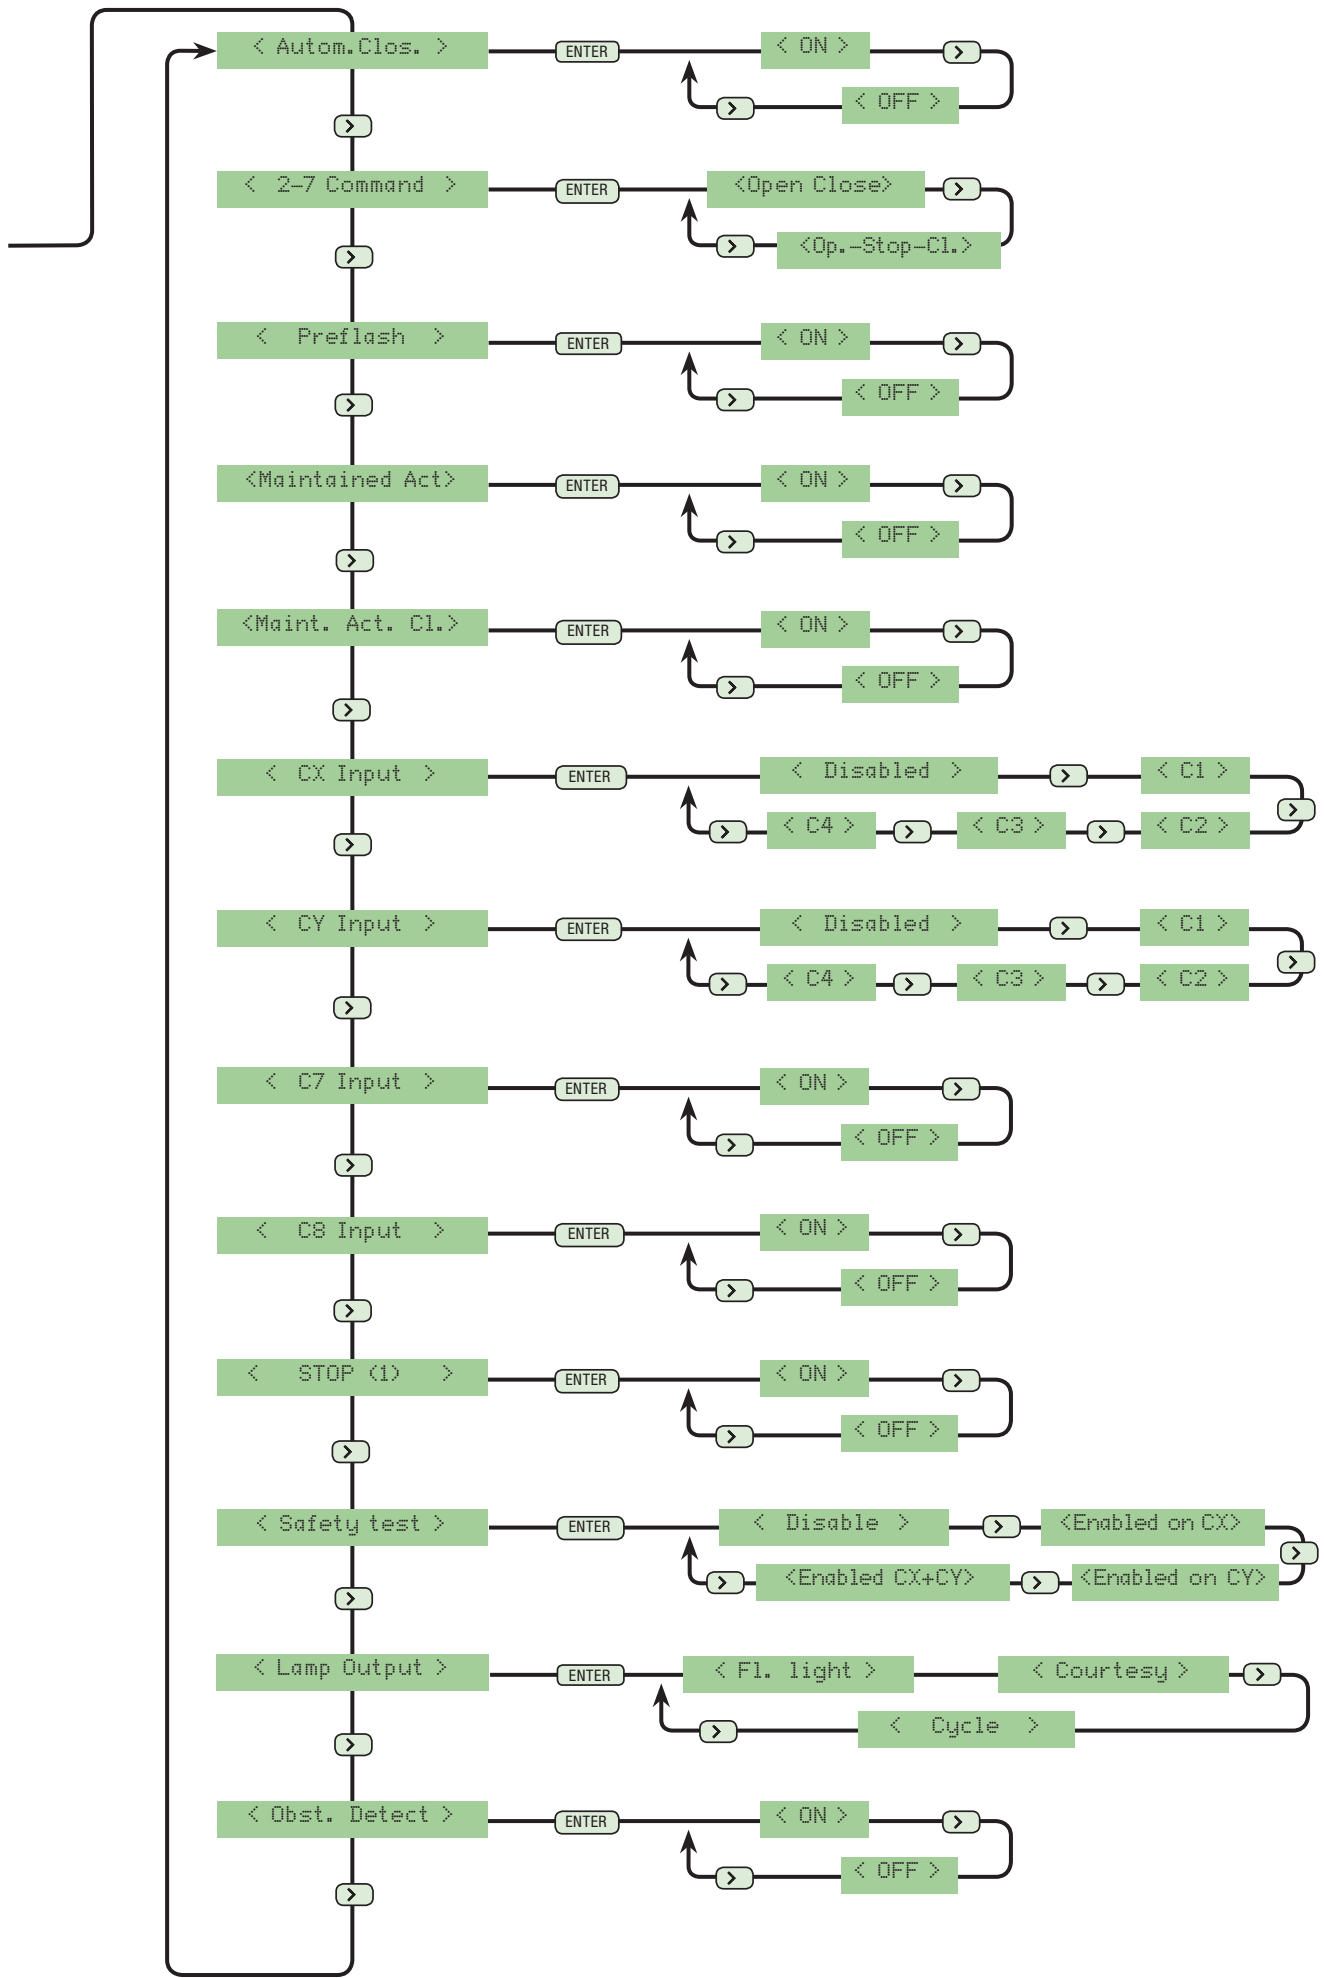 < Autom.Clos. > ENTER < ON > >
> < OFF >
>
< 2-7 Command > ENTER <Open Close> >
> <Op.-Stop-Cl.>
>
< Preflash > ENTER < ON > >
> < OFF >
>
<Maintained Act> ENTER < ON > >
> < OFF >
>
<Maint. Act. Cl.> ENTER < ON > >
> < OFF >
>
< CX Input > ENTER < Disabled > > < C1 >
>
> < C4 > > < C3 > > < C2 >
>
< CY Input > ENTER < Disabled > > < C1 >
>
> < C4 > > < C3 > > < C2 >
>
< C7 Input > ENTER < ON > >
> < OFF >
>
< C8 Input > ENTER < ON > >
> < OFF >
>
< STOP (1) > ENTER < ON > >
> < OFF >
>
< Safety test > ENTER < Disable > > <Enabled on CX>
>
> <Enabled CX+CY> > <Enabled on CY>
>
< Lamp Output > ENTER < Fl. light > < Courtesy > >
> < Cycle >
>
< Obst. Detect > ENTER < ON > >
> < OFF >
>